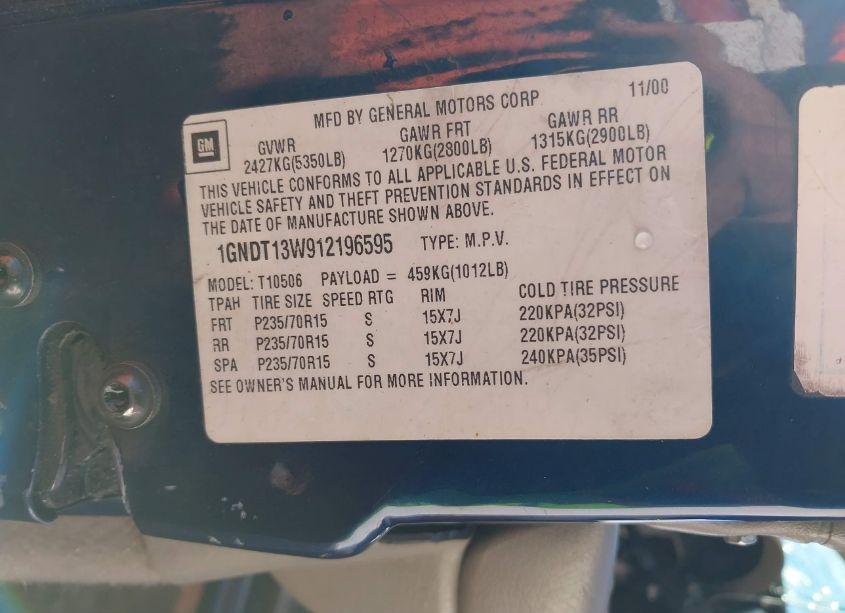 MFD BY GENERAL MOTORS CORP 11/00
GM
GVWR GAWR FRT GAWR RR
2427KG(5350LB) 1270KG(2800LB) 1315KG(2900LB)
THIS VEHICLE CONFORMS TO ALL APPLICABLE U.S. FEDERAL MOTOR
VEHICLE SAFETY AND THEFT PREVENTION STANDARDS IN EFFECT ON
THE DATE OF MANUFACTURE SHOWN ABOVE.
1GNDT13W912196595 TYPE: M.P.V.
MODEL: T10506 PAYLOAD = 459KG(1012LB)
TPAH TIRE SIZE SPEED RTG RIM COLD TIRE PRESSURE
FRT P235/70R15 S 15X7J 220KPA(32PSI)
RR P235/70R15 S 15X7J 220KPA(32PSI)
SPA P235/70R15 S 15X7J 240KPA(35PSI)
SEE OWNER'S MANUAL FOR MORE INFORMATION.